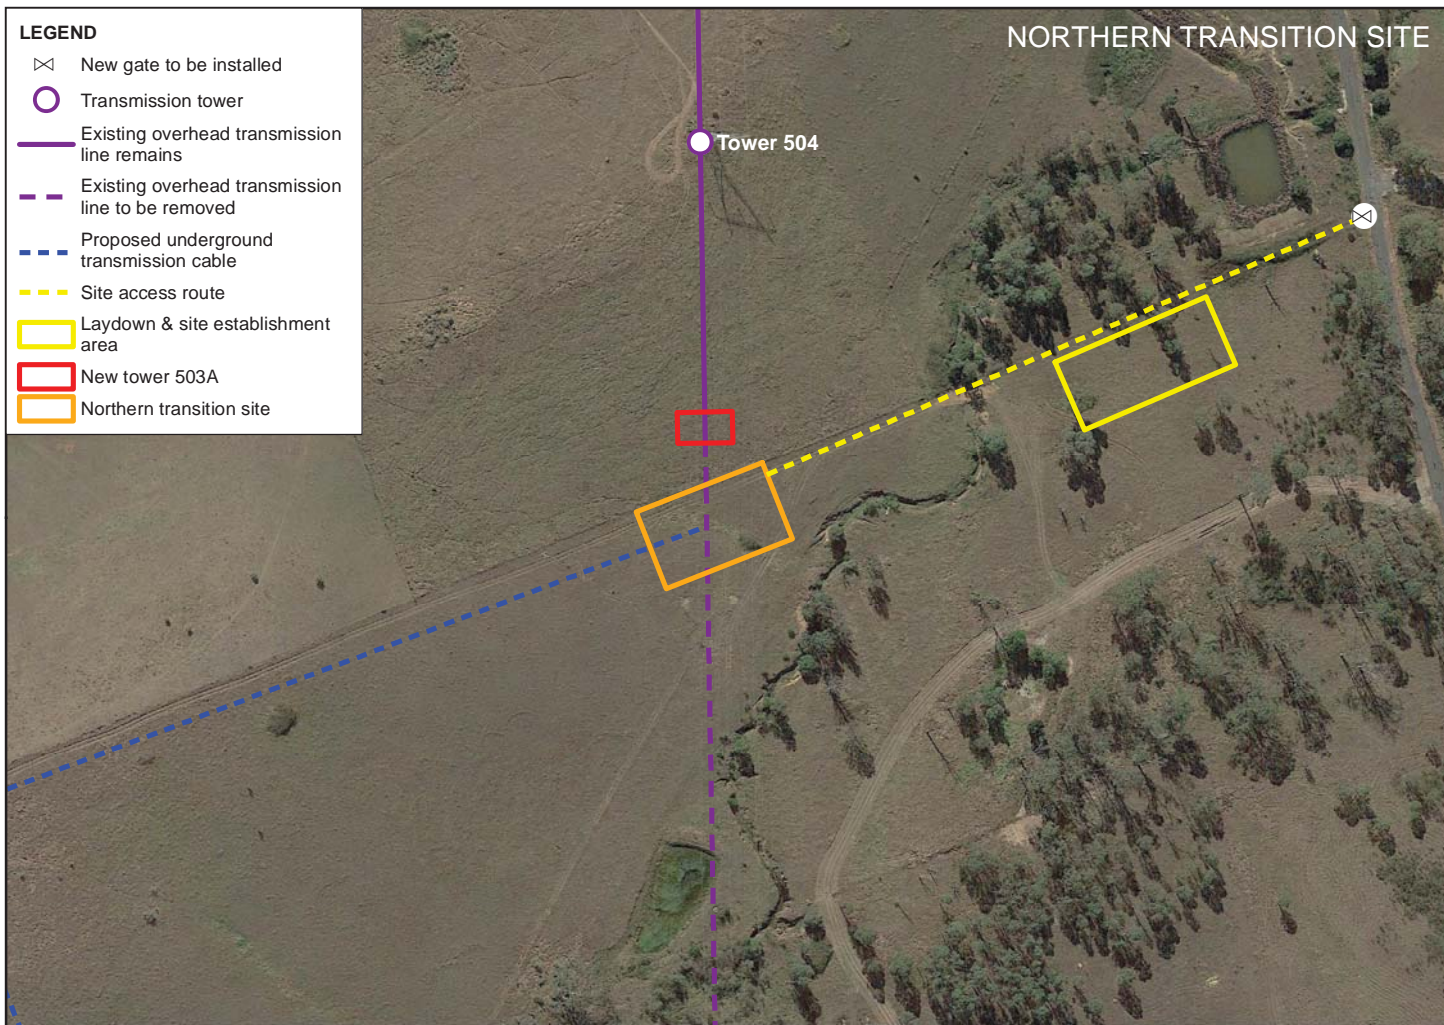 LEGEND
New gate to be installed
Transmission tower
Existing overhead transmission
line remains
Existing overhead transmission
line to be removed
Proposed underground
transmission cable
Site access route
Laydown & site establishment
area
New tower 503A
Northern transition site
NORTHERN TRANSITION SITE
Tower 504